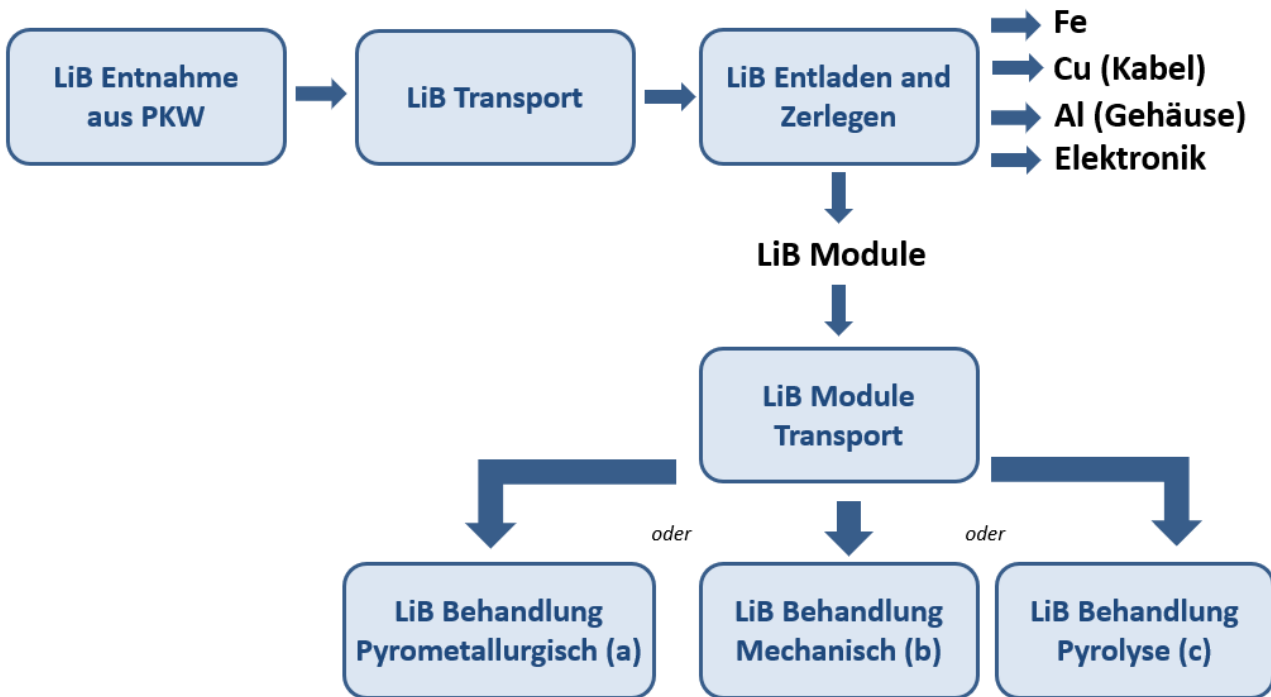 LiB Entnahme
aus PKW
LiB Transport
LiB Entladen and
Zerlegen
Fe
Cu (Kabel)
Al (Gehäuse)
Elektronik
LiB Module
LiB Module
Transport
oder
oder
LiB Behandlung
Pyrometallurgisch (a)
LiB Behandlung
Mechanisch (b)
LiB Behandlung
Pyrolyse (c)